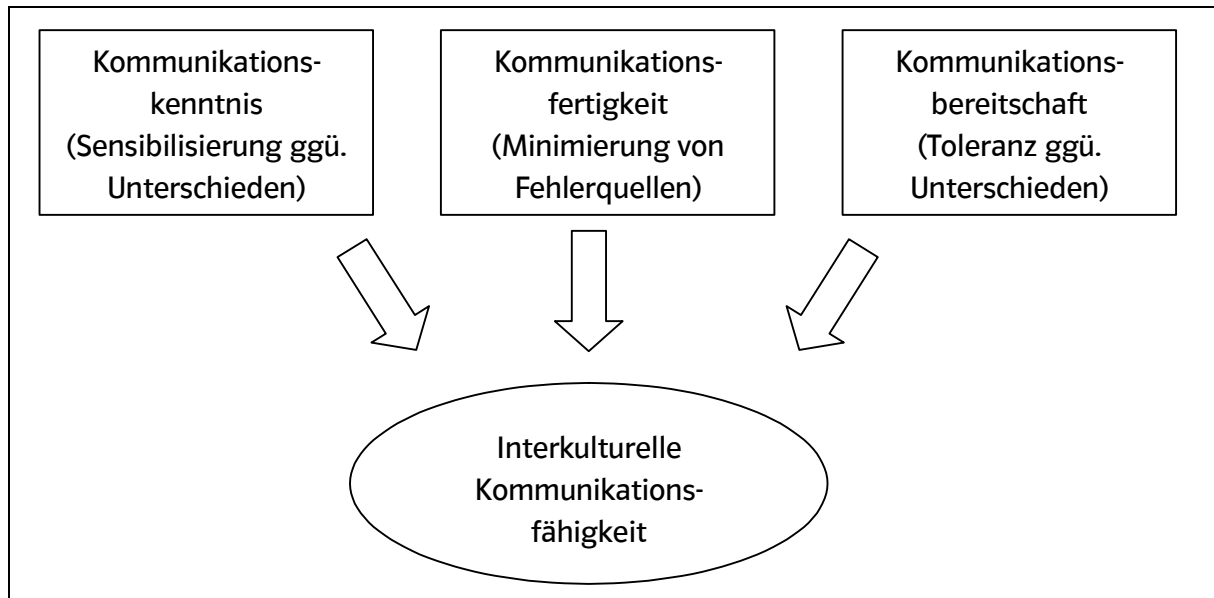 Kommunikations-
kenntnis
(Sensibilisierung ggü.
Unterschieden)
Kommunikations-
fertigkeit
(Minimierung von
Fehlerquellen)
Kommunikations-
bereitschaft
(Toleranz ggü.
Unterschieden)
Interkulturelle
Kommunikations-
fähigkeit